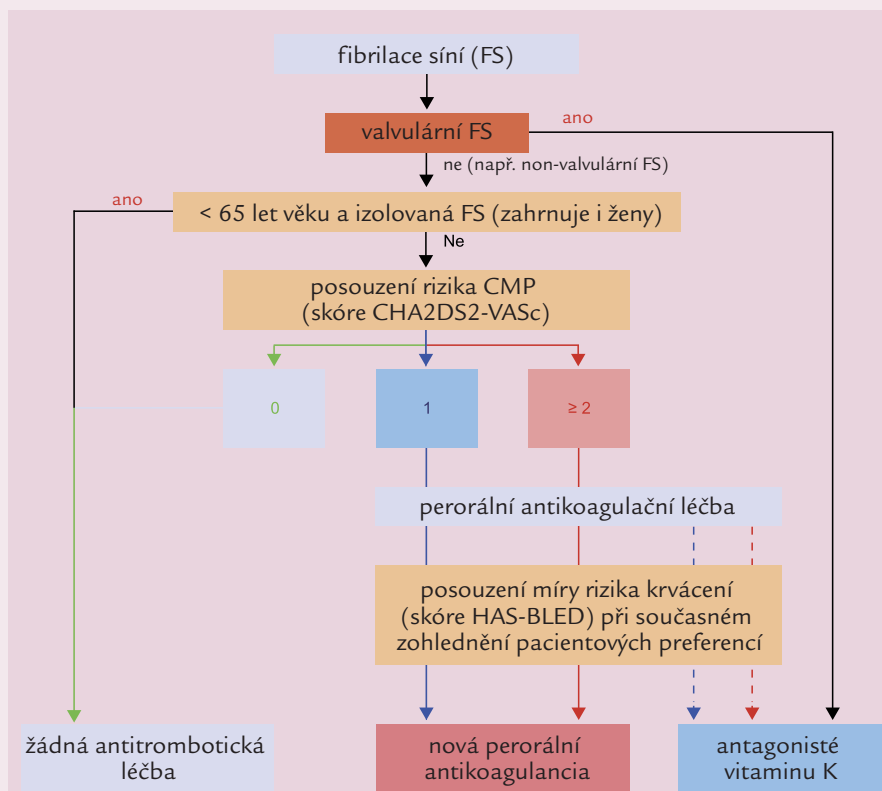 fibrilace síní (FS)
valvulární FS
ano
ne (např. non-valvulární FS)
ano
< 65 let věku a izolovaná FS (zahrnuje i ženy)
Ne
posouzení rizika CMP
(skóre CHA2DS2-VASc)
0
1
≥ 2
perorální antikoagulační léčba
posouzení míry rizika krvácení
(skóre HAS-BLED) při současném
zohlednění pacientových preferencí
žádná antitrombotická
léčba
nová perorální
antikoagulancia
antagonisté
vitaminu K